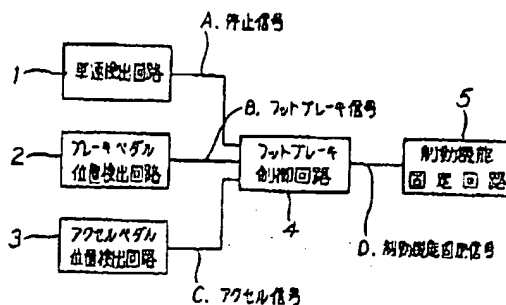 A. 停止信号
1
車速検出回路
B. フットブレーキ信号
5
2
ブレーキペダル
位置検出回路
フットブレーキ
制御回路
制動機能
固定回路
4
3
アクセルペダル
位置検出回路
D. 制動機能固定信号
C. アクセル信号